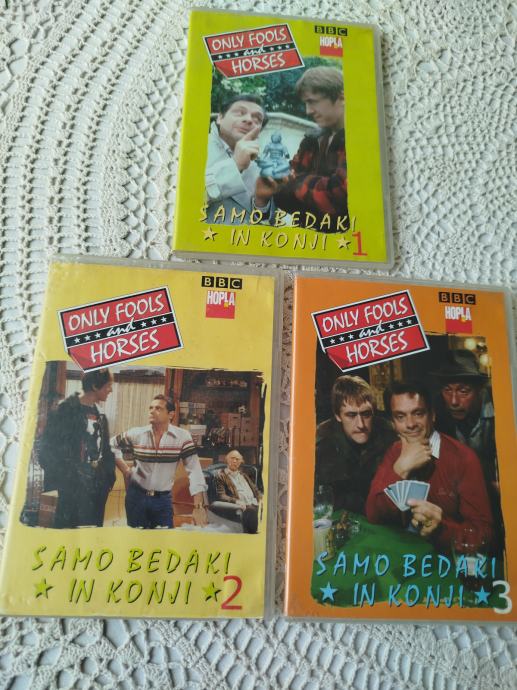 ONLY FOOLS
and
HORSES
BBC
HOPLA
SAMO BEDAKI
IN KONJI
1
ONLY FOOLS
and
HORSES
BBC
HOPLA
SAMO BEDAKI
IN KONJI
2
ONLY FOOLS
and
HORSES
BBC
HOPLA
SAMO BEDAKI
IN KONJI
3